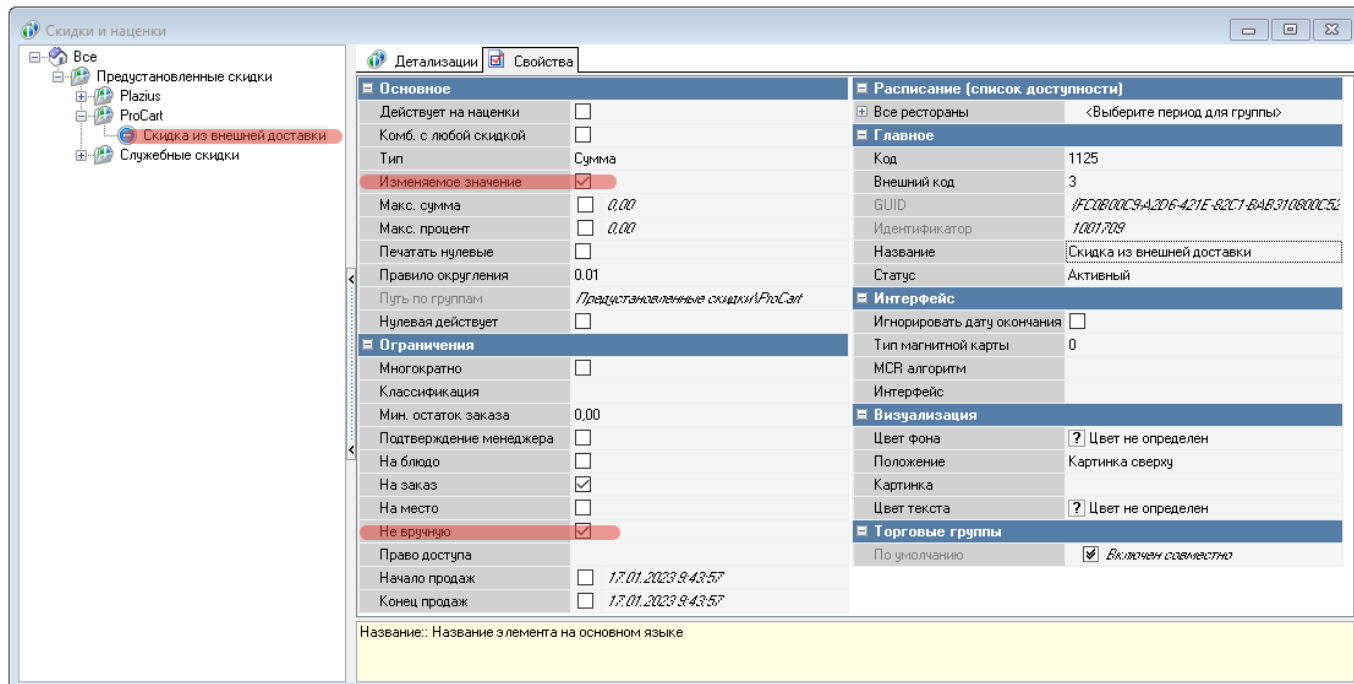 Скидки и наценки
Все
Предустановленные скидки
Plazius
ProCart
Скидка из внешней доставки
Служебные скидки
Детализации
Свойства
Основное
Действует на наценки
Комб. с любой скидкой
Тип Сумма
Изменяемое значение
Макс. сумма 0,00
Макс. процент 0,00
Печатать нулевые
Правило округления 0.01
Путь по группам Предустановленные скидки\ProCart
Нулевая действует
Ограничения
Многократно
Классификация
Мин. остаток заказа 0,00
Подтверждение менеджера
На блюдо
На заказ
На место
Не вручную
Право доступа
Начало продаж 17.01.2023 9:43:57
Конец продаж 17.01.2023 9:43:57
Расписание (список доступности)
Все рестораны <Выберите период для группы>
Главное
Код 1125
Внешний код 3
GUID {FC0B00C9-A2D6-421E-82C1-BAB310800C52
Идентификатор 1001709
Название Скидка из внешней доставки
Статус Активный
Интерфейс
Игнорировать дату окончания
Тип магнитной карты 0
MCR алгоритм
Интерфейс
Визуализация
Цвет фона ? Цвет не определен
Положение Картинка сверху
Картинка
Цвет текста ? Цвет не определен
Торговые группы
По умолчанию Включен совместно
Название:: Название элемента на основном языке